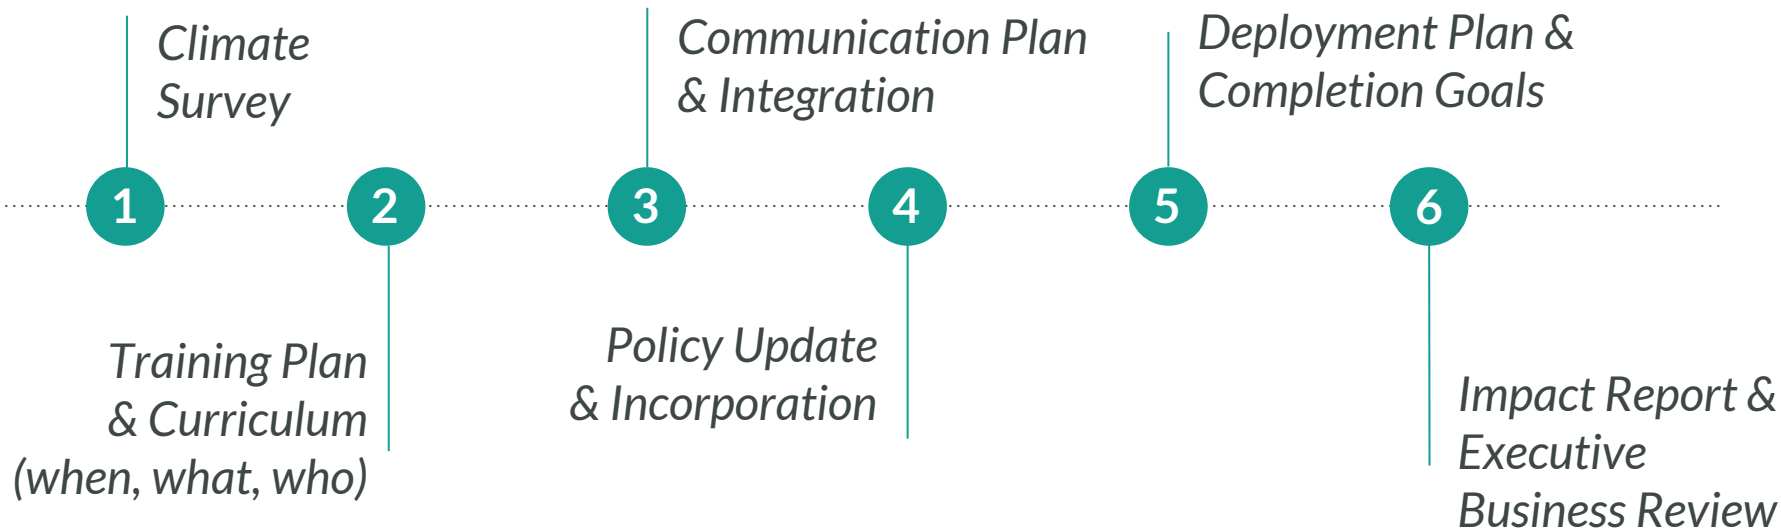 Climate
Survey
Communication Plan
& Integration
Deployment Plan &
Completion Goals
1
2
3
4
5
6
Training Plan
& Curriculum
(when, what, who)
Policy Update
& Incorporation
Impact Report &
Executive
Business Review